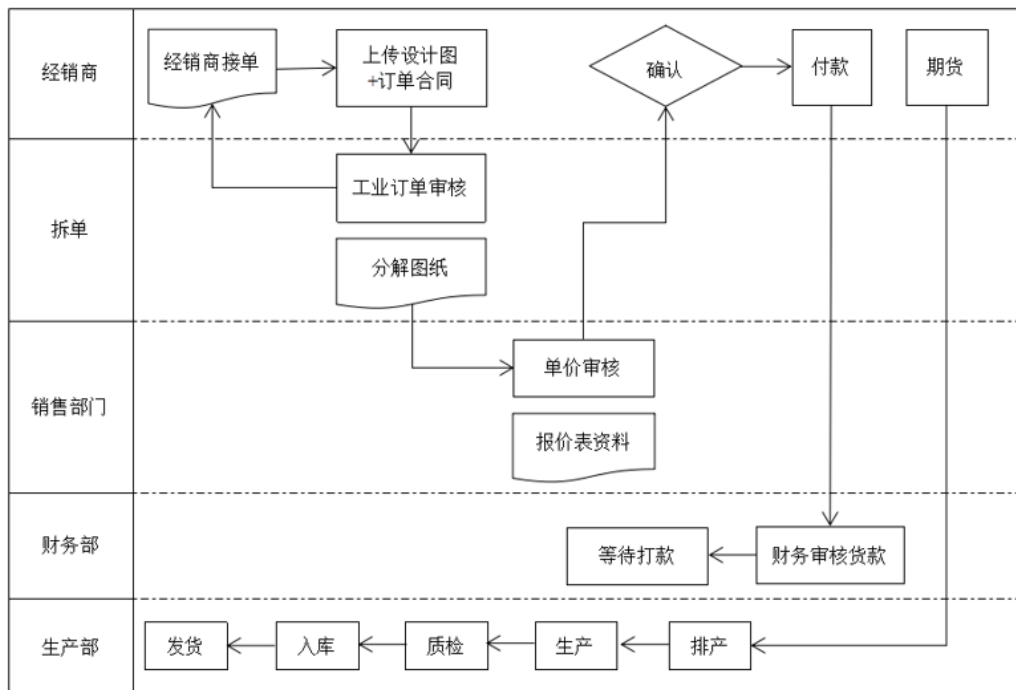 经销商
经销商接单
上传设计图
+订单合同
确认
付款
期货
拆单
工业订单审核
分解图纸
销售部门
单价审核
报价表资料
财务部
等待打款
财务审核货款
生产部
发货
入库
质检
生产
排产